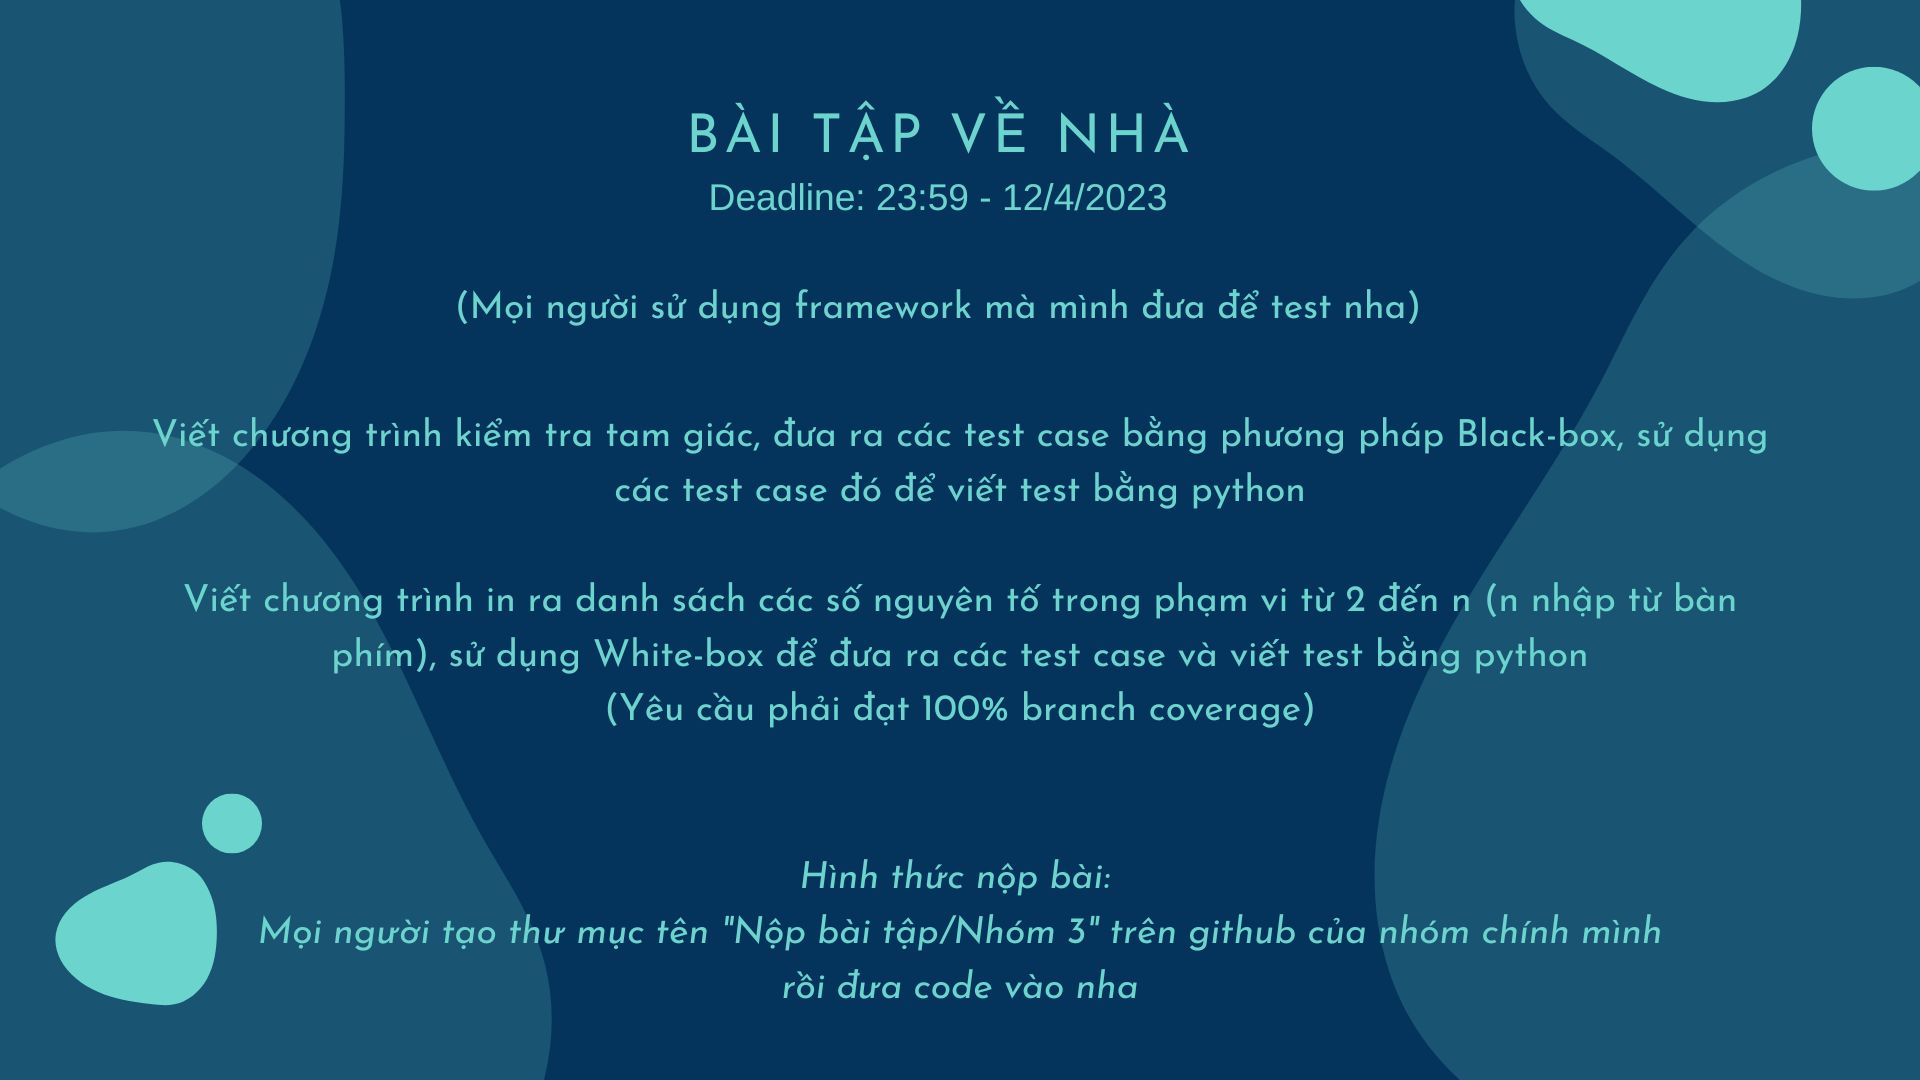 BÀI TẬP VỀ NHÀ
Deadline: 23:59 - 12/4/2023
(Mọi người sử dụng framework mà mình đưa để test nha)
Viết chương trình kiểm tra tam giác, đưa ra các test case bằng phương pháp Black-box, sử dụng
các test case đó để viết test bằng python
Viết chương trình in ra danh sách các số nguyên tố trong phạm vi từ 2 đến n (n nhập từ bàn
phím), sử dụng White-box để đưa ra các test case và viết test bằng python
(Yêu cầu phải đạt 100% branch coverage)
Hình thức nộp bài:
Mọi người tạo thư mục tên "Nộp bài tập/Nhóm 3" trên github của nhóm chính mình
rồi đưa code vào nha